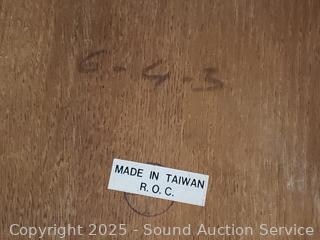 6-4-3
MADE IN TAIWAN
R.O.C.
Copyright 2025 - Sound Auction Service